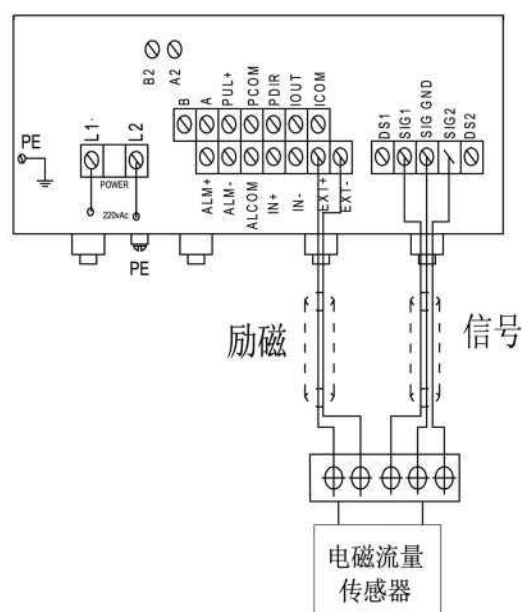 B2
A2
B
A
PUL+
PCOM
PDIR
IOUT
ICOM
DS1
SIG1
SIG GND
SIG2
DS2
PE
L1
L2
POWER
220vAc
ALM+
ALM-
ALCOM
IN+
IN-
EXT+
EXT-
PE
励磁
信号
电磁流量
传感器